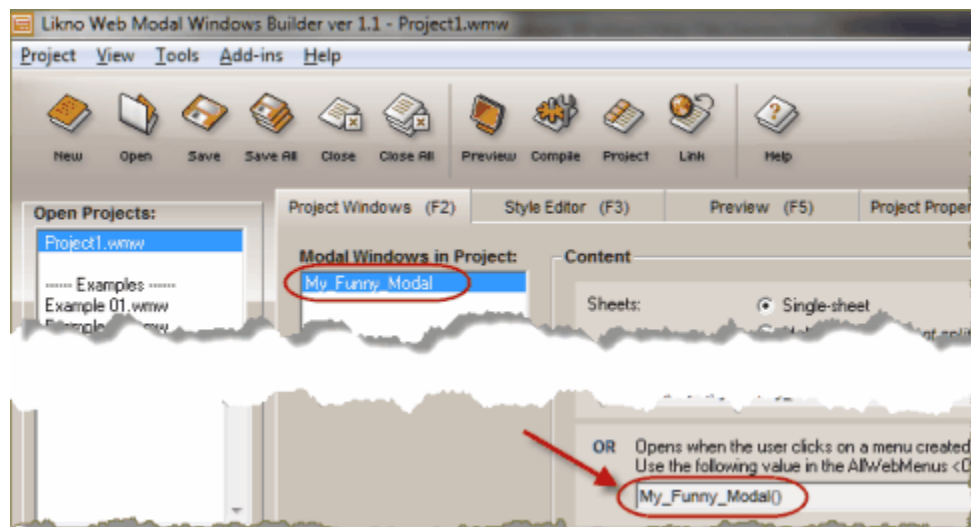 Likno Web Modal Windows Builder ver 1.1 - Project1.wmw
Project View Tools Add-ins Help
New Open Save Save All Close Close All Preview Compile Project Link Help
Open Projects:
Project Windows (F2) Style Editor (F3) Preview (F5) Project Proper
Project1.wmw
Modal Windows in Project:
Content
My_Funny_Modal
------ Examples ------
Example 01.wmw
Sheets:
Single-sheet
OR Opens when the user clicks on a menu created
Use the following value in the AllWebMenus <O
My_Funny_Modal()